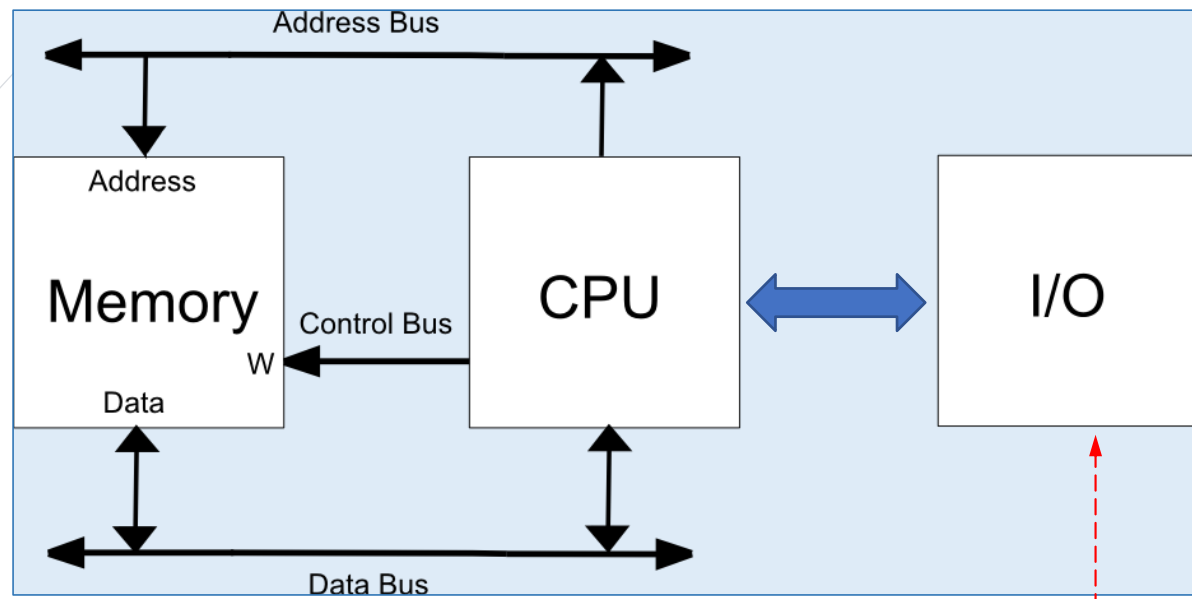 Address Bus
Address
Memory
CPU
I/O
Control Bus
W
Data
Data Bus